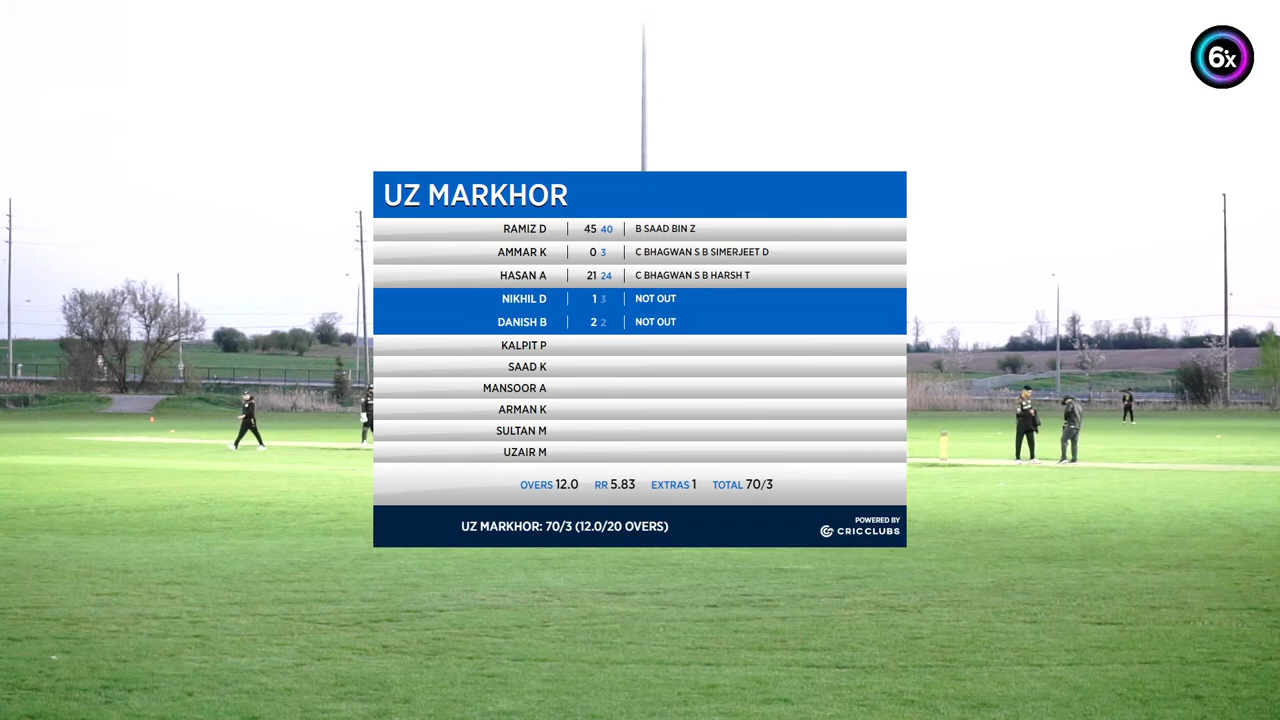 6x
UZ MARKHOR
RAMIZ D 45 40 B SAAD BIN Z
AMMAR K 0 3 C BHAGWAN S B SIMERJEET D
HASAN A 21 24 C BHAGWAN S B HARSH T
NIKHIL D 1 3 NOT OUT
DANISH B 2 2 NOT OUT
KALPIT P
SAAD K
MANSOOR A
ARMAN K
SULTAN M
UZAIR M
OVERS 12.0 RR 5.83 EXTRAS 1 TOTAL 70/3
UZ MARKHOR: 70/3 (12.0/20 OVERS)
POWERED BY
CRICCLUBS